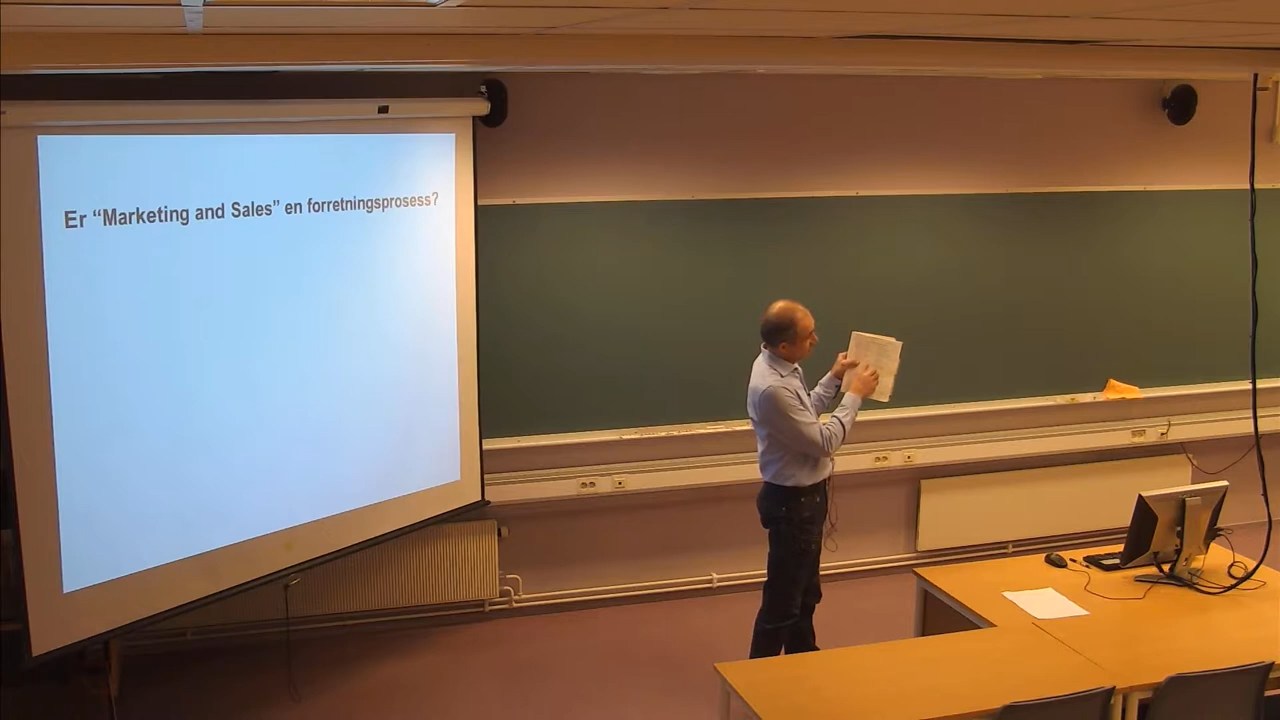 Er “Marketing and Sales” en forretningsprosess?